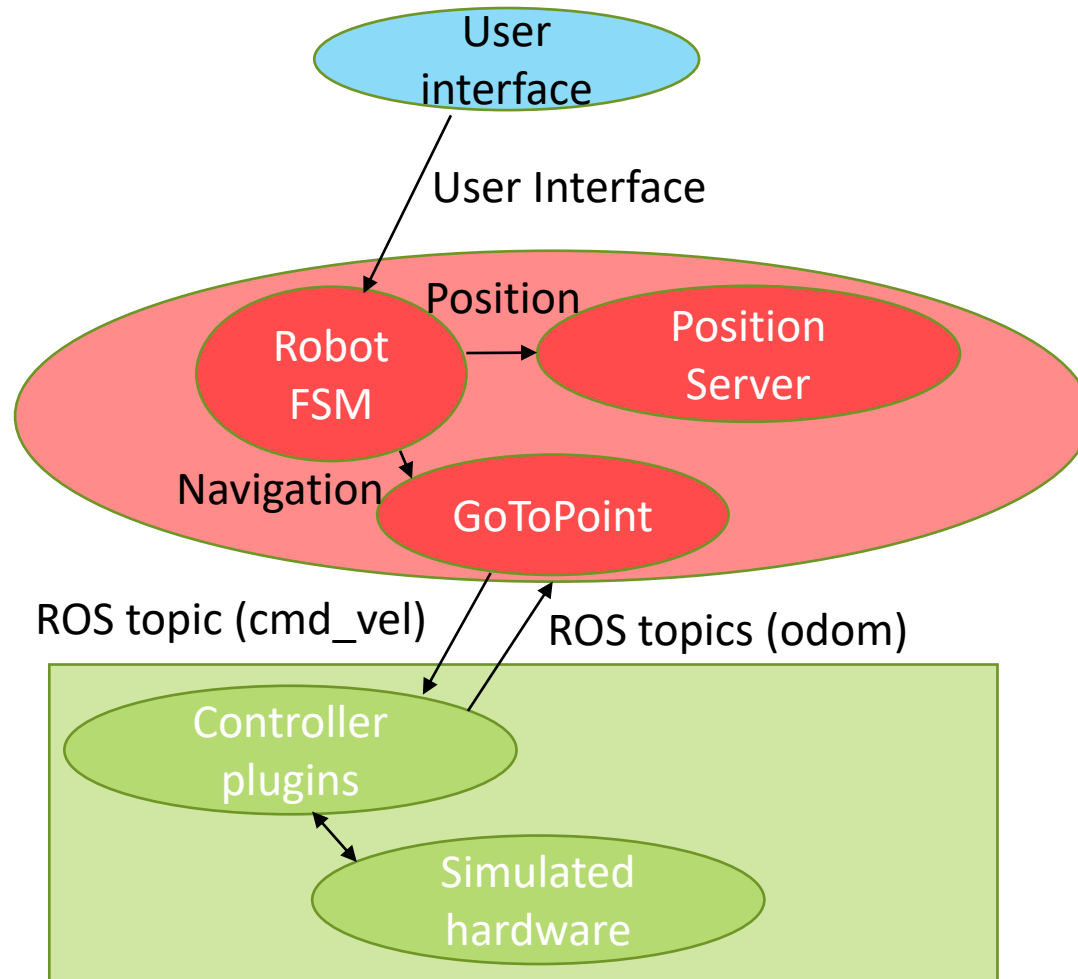 User
interface
User Interface
Position
Robot
FSM
Position
Server
Navigation
GoToPoint
ROS topic (cmd_vel)
ROS topics (odom)
Controller
plugins
Simulated
hardware